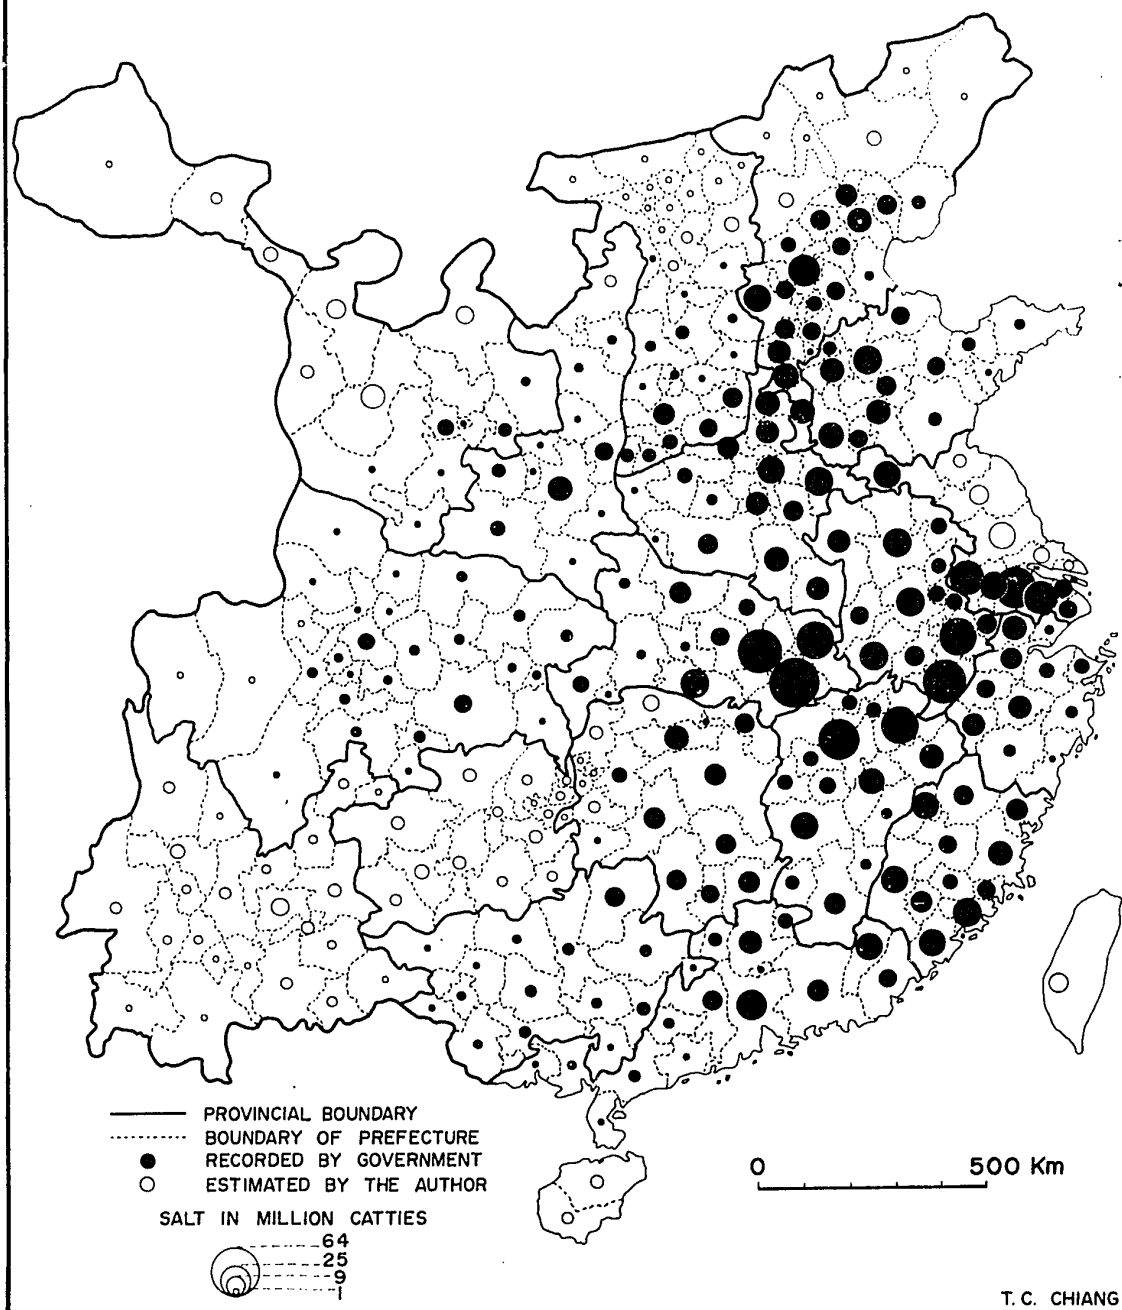 PROVINCIAL BOUNDARY
BOUNDARY OF PREFECTURE
RECORDED BY GOVERNMENT
ESTIMATED BY THE AUTHOR
SALT IN MILLION CATTIES
64
25
9
1
0 500 Km
T. C. CHIANG